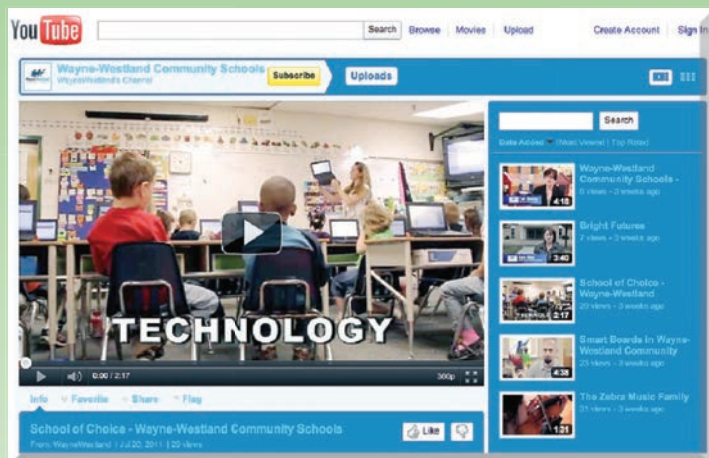 YouTube
Search Browse Movies Upload Create Account Sign In
Wayne-Westland Community Schools
WayneWestland's Channel
Subscribe
Uploads
Search
Date Added Most Viewed | Top Rated
Wayne-Westland
Community Schools -
6 views - 3 weeks ago
4:18
Bright Futures
7 views - 3 weeks ago
3:40
School of Choice -
Wayne-Westland
20 views - 3 weeks ago
2:17
Smart Boards in Wayne-
Westland Community
23 views - 3 weeks ago
4:38
The Zebra Music Family
31 views - 3 weeks ago
1:21
TECHNOLOGY
0:00 / 2:17
360p
Info Favorite Share Flag
School of Choice - Wayne-Westland Community Schools
From: WayneWestland | Jul 20, 2011 | 20 views
Like